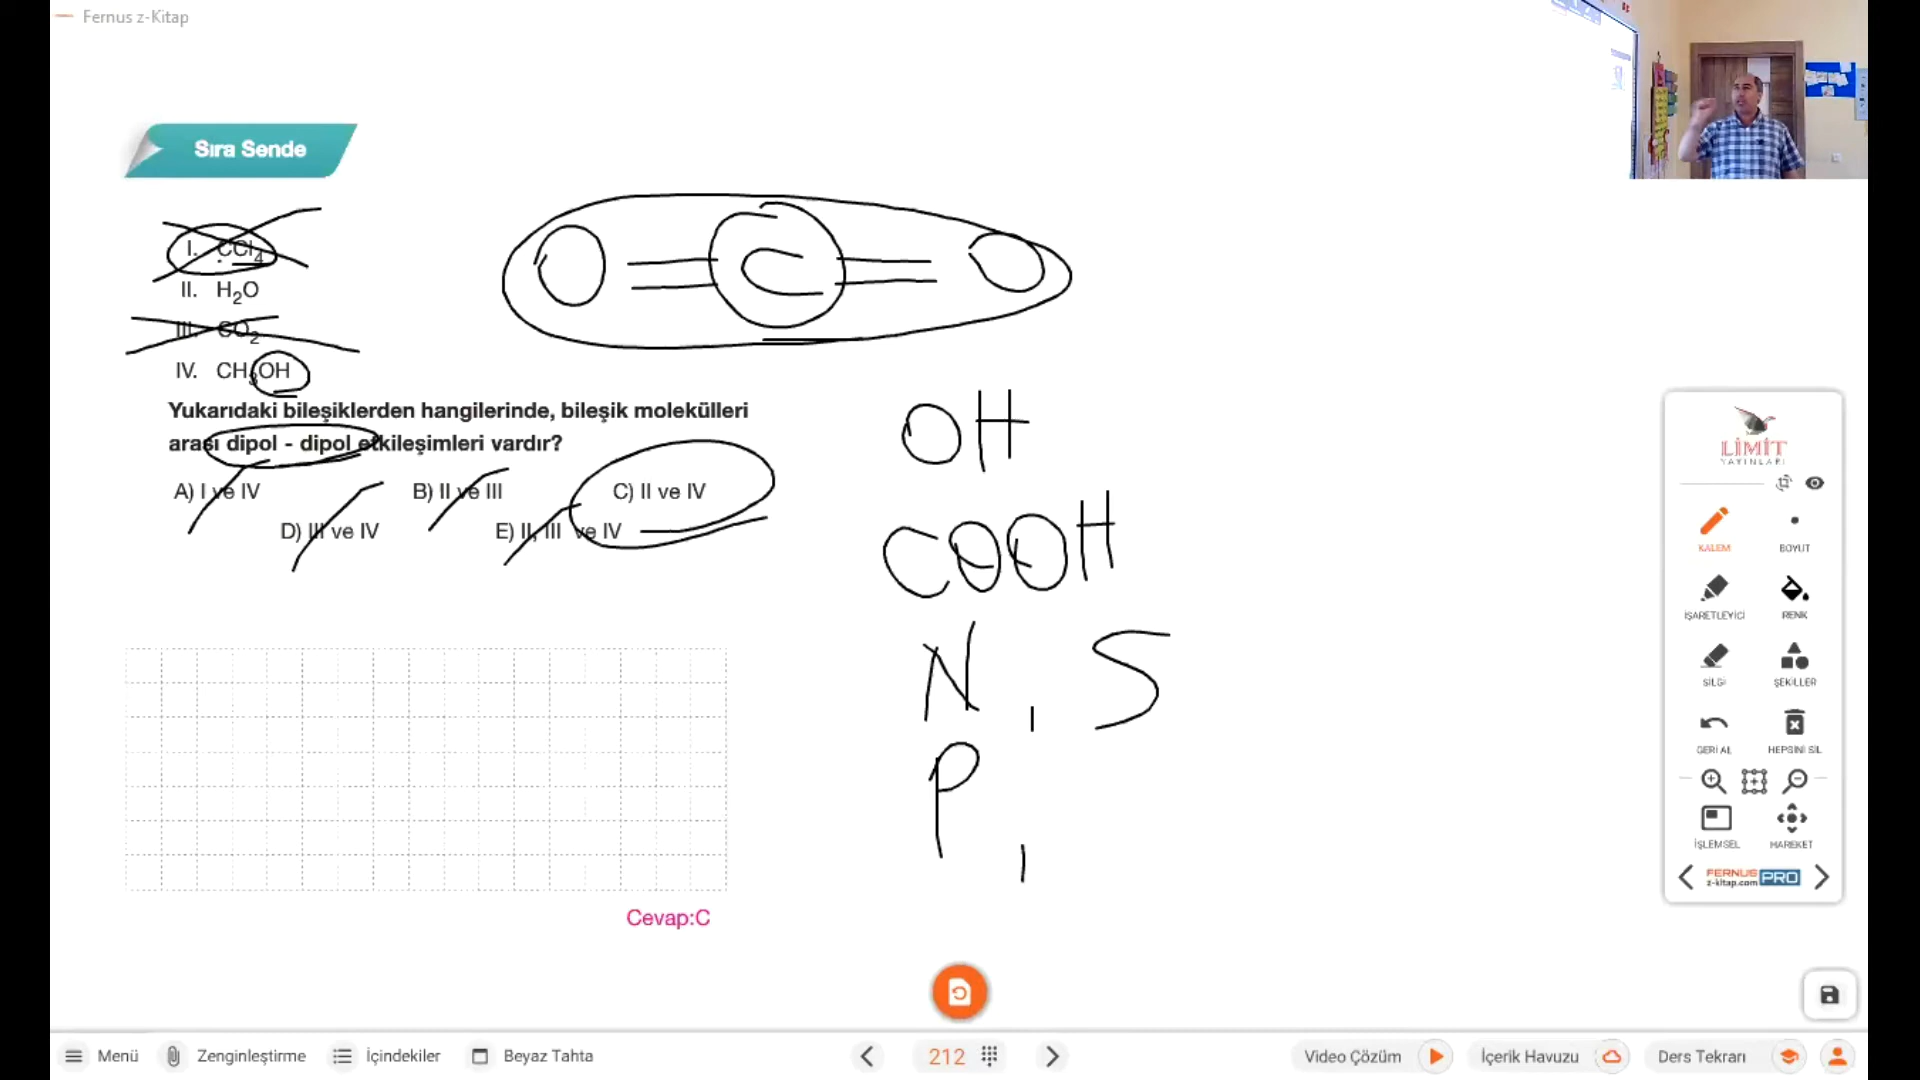 Fernus z-Kitap
Sıra Sende
I. CCl₄
II. H₂O
III. CO₂
IV. CH₃OH
Yukarıdaki bileşiklerden hangilerinde, bileşik molekülleri
arası dipol - dipol etkileşimleri vardır?
A) I ve IV B) II ve III C) II ve IV
D) III ve IV E) II, III ve IV
Cevap:C
O = C = O
OH
COOH
N , S
P ,
LİMİT
YAYINLARI
KALEM BOYUT
İŞARETLEYİCİ RENK
SİLGİ ŞEKİLLER
GERİ AL HEPSİNİ SİL
İŞLEMSEL HAREKET
FERNUS PRO
z-kitap.com
Menü Zenginleştirme İçindekiler Beyaz Tahta 212 Video Çözüm İçerik Havuzu Ders Tekrarı